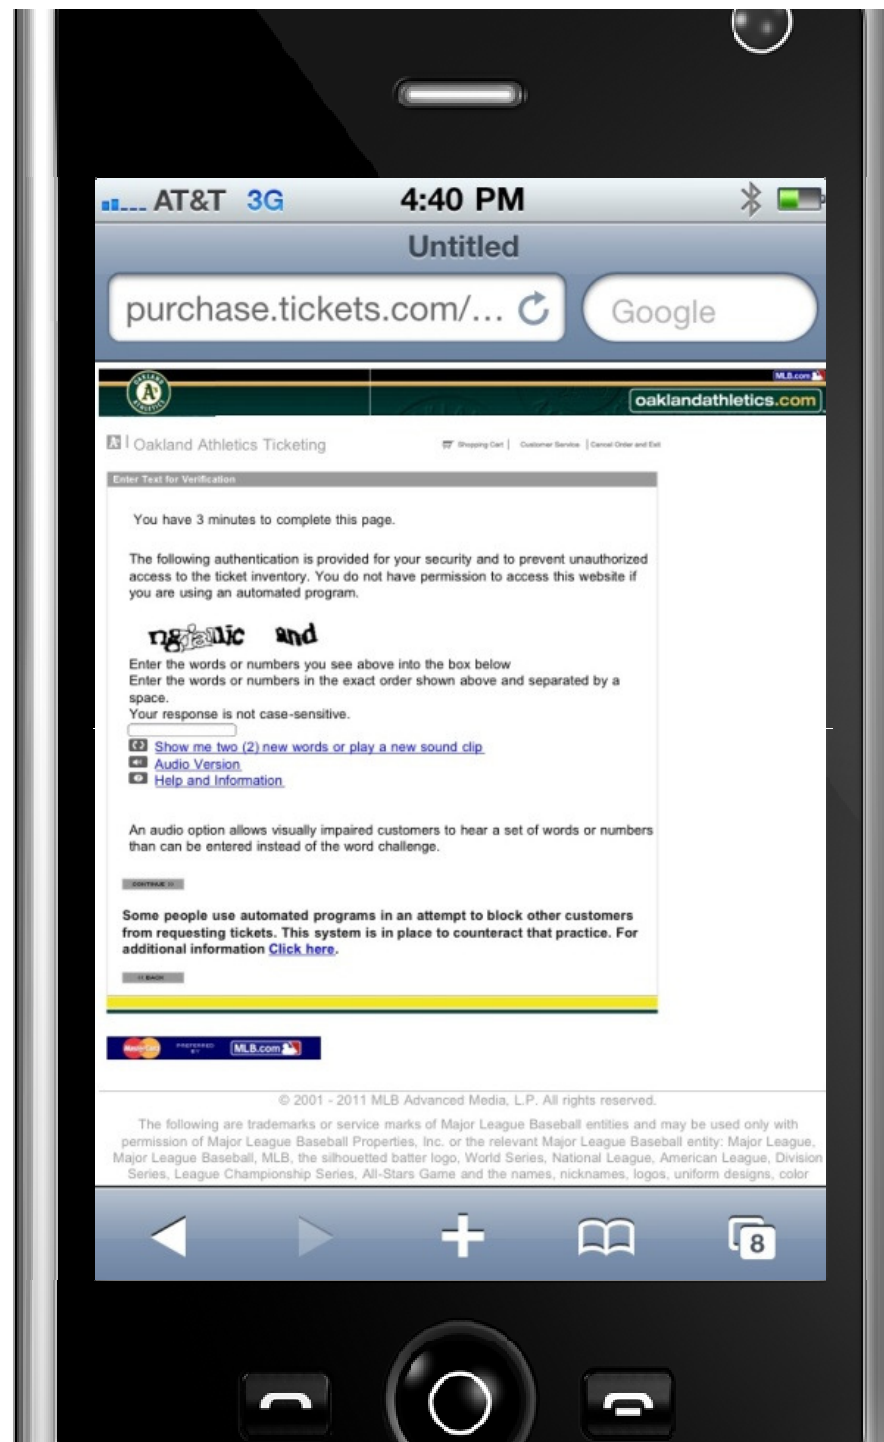 AT&T 3G 4:40 PM
Untitled
purchase.tickets.com/... Google
OAKLAND ATHLETICS A's MLB.com
oaklandathletics.com
A's | Oakland Athletics Ticketing Shopping Cart | Customer Service | Cancel Order and Exit
Enter Text for Verification
You have 3 minutes to complete this page.
The following authentication is provided for your security and to prevent unauthorized
access to the ticket inventory. You do not have permission to access this website if
you are using an automated program.
and
Enter the words or numbers you see above into the box below
Enter the words or numbers in the exact order shown above and separated by a
space.
Your response is not case-sensitive.
Show me two (2) new words or play a new sound clip
Audio Version
Help and Information
An audio option allows visually impaired customers to hear a set of words or numbers
than can be entered instead of the word challenge.
CONTINUE >>
Some people use automated programs in an attempt to block other customers
from requesting tickets. This system is in place to counteract that practice. For
additional information Click here.
<< BACK
MasterCard PREFERRED BY MLB.com
© 2001 - 2011 MLB Advanced Media, L.P. All rights reserved.
The following are trademarks or service marks of Major League Baseball entities and may be used only with
permission of Major League Baseball Properties, Inc. or the relevant Major League Baseball entity: Major League,
Major League Baseball, MLB, the silhouetted batter logo, World Series, National League, American League, Division
Series, League Championship Series, All-Stars Game and the names, nicknames, logos, uniform designs, color
8